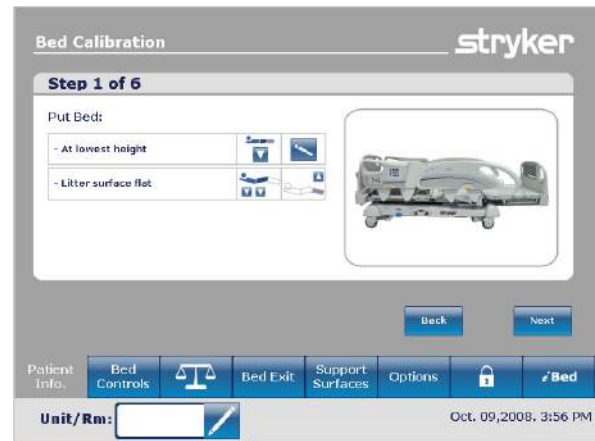 Bed Calibration
stryker
Step 1 of 6
Put Bed:
- At lowest height
- Litter surface flat
Back
Next
Patient Info.
Bed Controls
Bed Exit
Support Surfaces
Options
iBed
Unit/Rm:
Oct. 09,2008. 3:56 PM